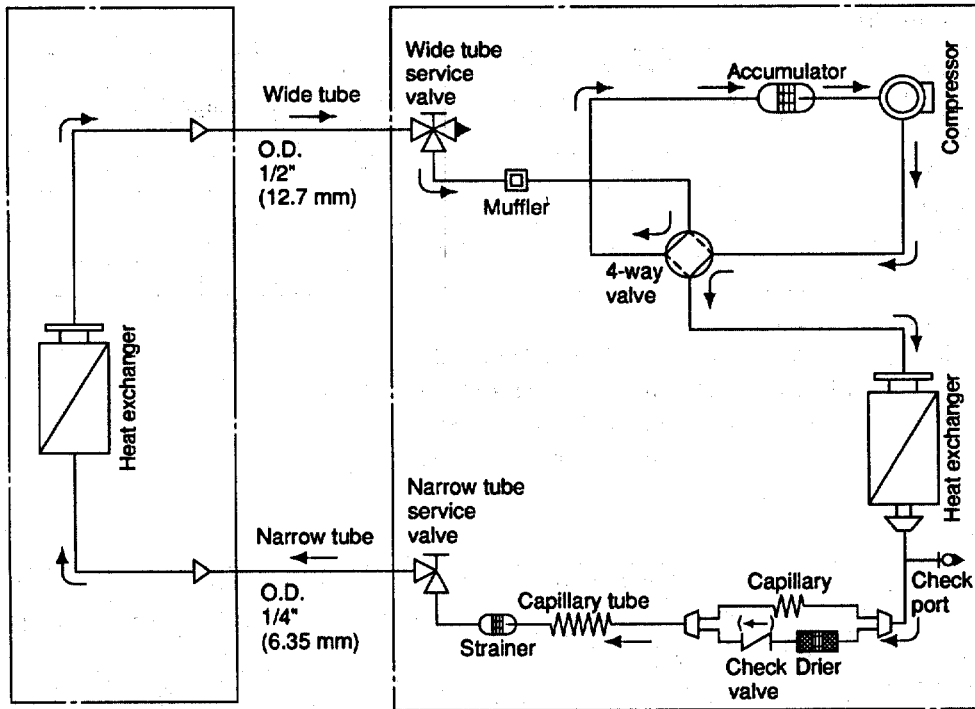 Wide tube
service
valve
Accumulator
Compressor
Wide tube
O.D.
1/2"
(12.7 mm)
Muffler
4-way
valve
Heat exchanger
Heat exchanger
Narrow tube
service
valve
Narrow tube
O.D.
1/4"
(6.35 mm)
Check
port
Capillary
Capillary tube
Strainer
Check Drier
valve